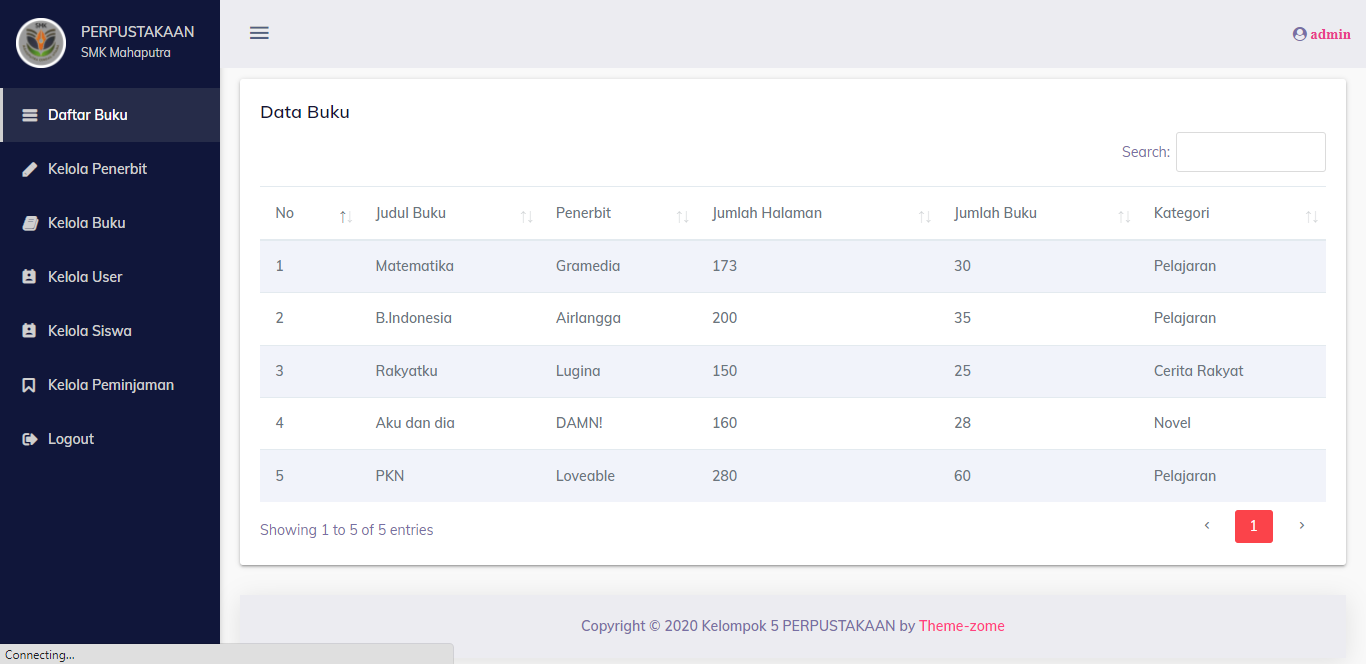 PERPUSTAKAAN
SMK Mahaputra
admin
Daftar Buku
Kelola Penerbit
Kelola Buku
Kelola User
Kelola Siswa
Kelola Peminjaman
Logout
Data Buku
Search:
No Judul Buku Penerbit Jumlah Halaman Jumlah Buku Kategori
1 Matematika Gramedia 173 30 Pelajaran
2 B.Indonesia Airlangga 200 35 Pelajaran
3 Rakyatku Lugina 150 25 Cerita Rakyat
4 Aku dan dia DAMN! 160 28 Novel
5 PKN Loveable 280 60 Pelajaran
Showing 1 to 5 of 5 entries
‹ 1 ›
Copyright © 2020 Kelompok 5 PERPUSTAKAAN by Theme-zome
Connecting...